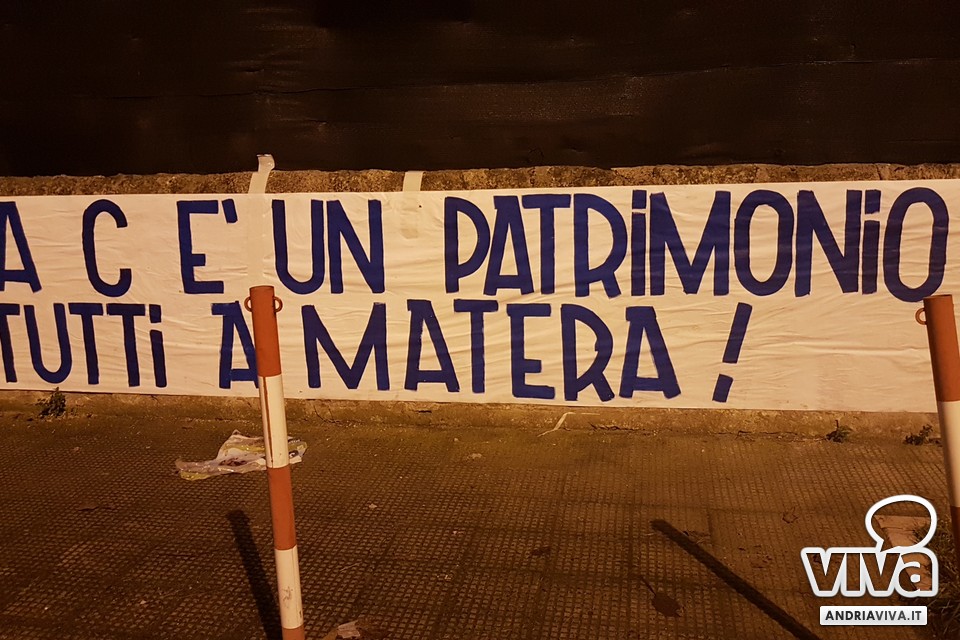 A C'È UN PATRIMONIO
TUTTI A MATERA!
VIVA
ANDRIAVIVA.IT